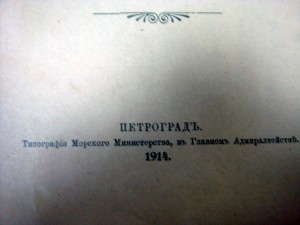 ПЕТРОГРАДЪ.
Типографія Морского Министерства, въ Главномъ Адмиралтействѣ.
1914.